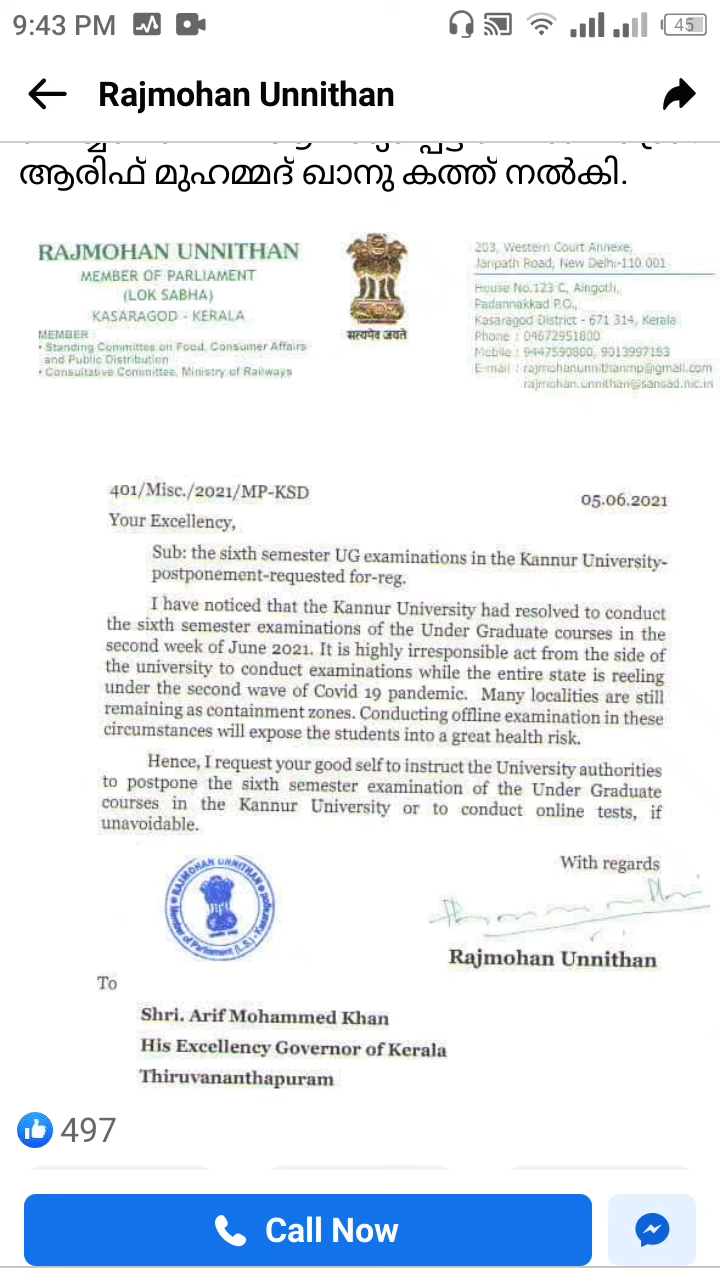 9:43 PM
45
Rajmohan Unnithan
ആരിഫ് മുഹമ്മദ് ഖാനു കത്ത് നൽകി.
RAJMOHAN UNNITHAN
MEMBER OF PARLIAMENT
(LOK SABHA)
KASARAGOD - KERALA
MEMBER
• Standing Committee on Food, Consumer Affairs
and Public Distribution
• Consultative Committee, Ministry of Railways
सत्यमेव जयते
203, Western Court Annexe,
Janpath Road, New Delhi-110 001
House No.123 C, Aingoth,
Padannakkad P.O.,
Kasaragod District - 671 314, Kerala
Phone : 04672951800
Mobile : 9447590800, 9013997183
E-mail : rajmohanunnithanmp@gmail.com
rajmohan.unnithan@sansad.nic.in
401/Misc./2021/MP-KSD
05.06.2021
Your Excellency,
Sub: the sixth semester UG examinations in the Kannur University-
postponement-requested for-reg.
I have noticed that the Kannur University had resolved to conduct
the sixth semester examinations of the Under Graduate courses in the
second week of June 2021. It is highly irresponsible act from the side of
the university to conduct examinations while the entire state is reeling
under the second wave of Covid 19 pandemic. Many localities are still
remaining as containment zones. Conducting offline examination in these
circumstances will expose the students into a great health risk.
Hence, I request your good self to instruct the University authorities
to postpone the sixth semester examination of the Under Graduate
courses in the Kannur University or to conduct online tests, if
unavoidable.
With regards
RAJMOHAN UNNITHAN
Member of Parliament (L.S.) - Kasaragod
Rajmohan Unnithan
To
Shri. Arif Mohammed Khan
His Excellency Governor of Kerala
Thiruvananthapuram
497
Call Now